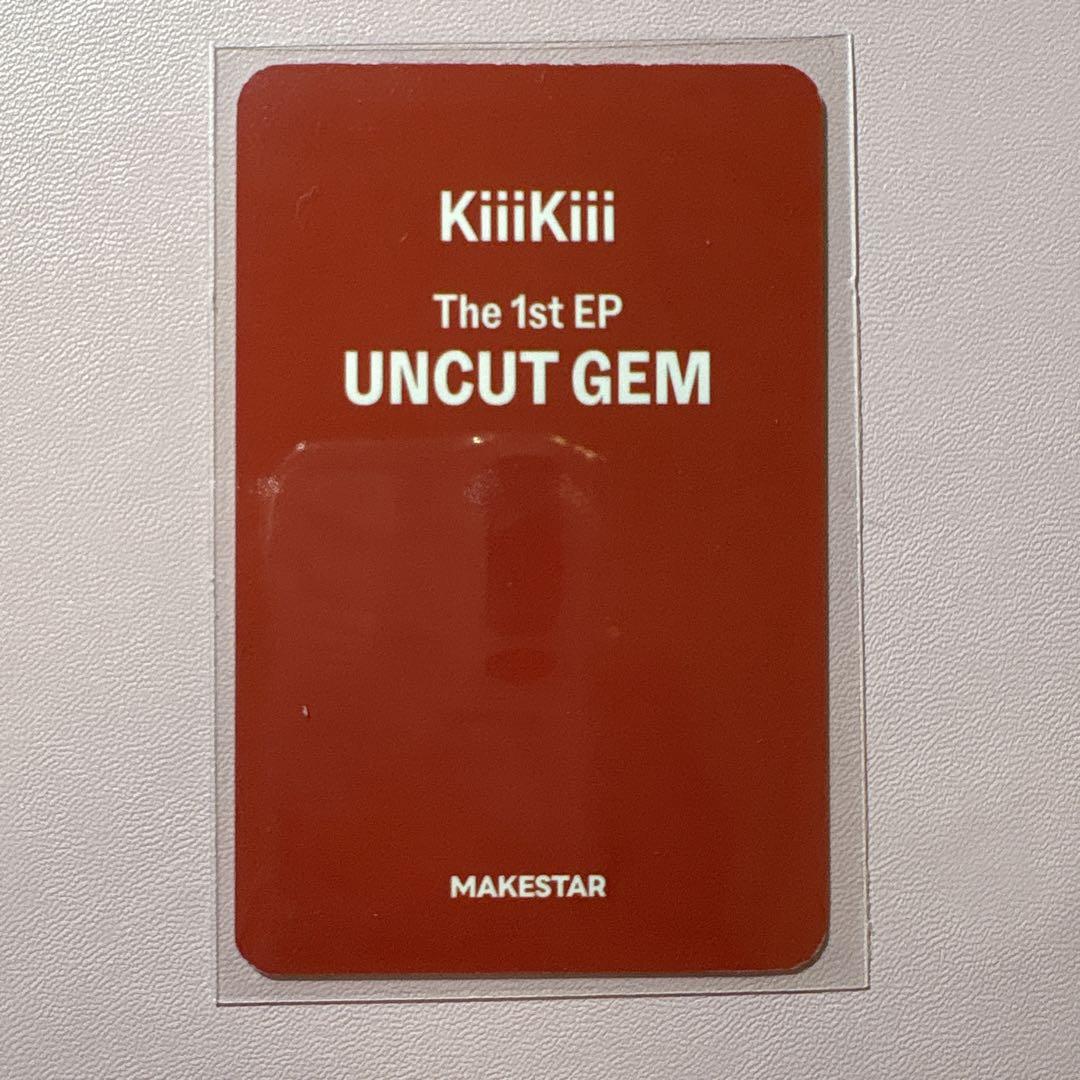 KiiiKiii
The 1st EP
UNCUT GEM
MAKESTAR